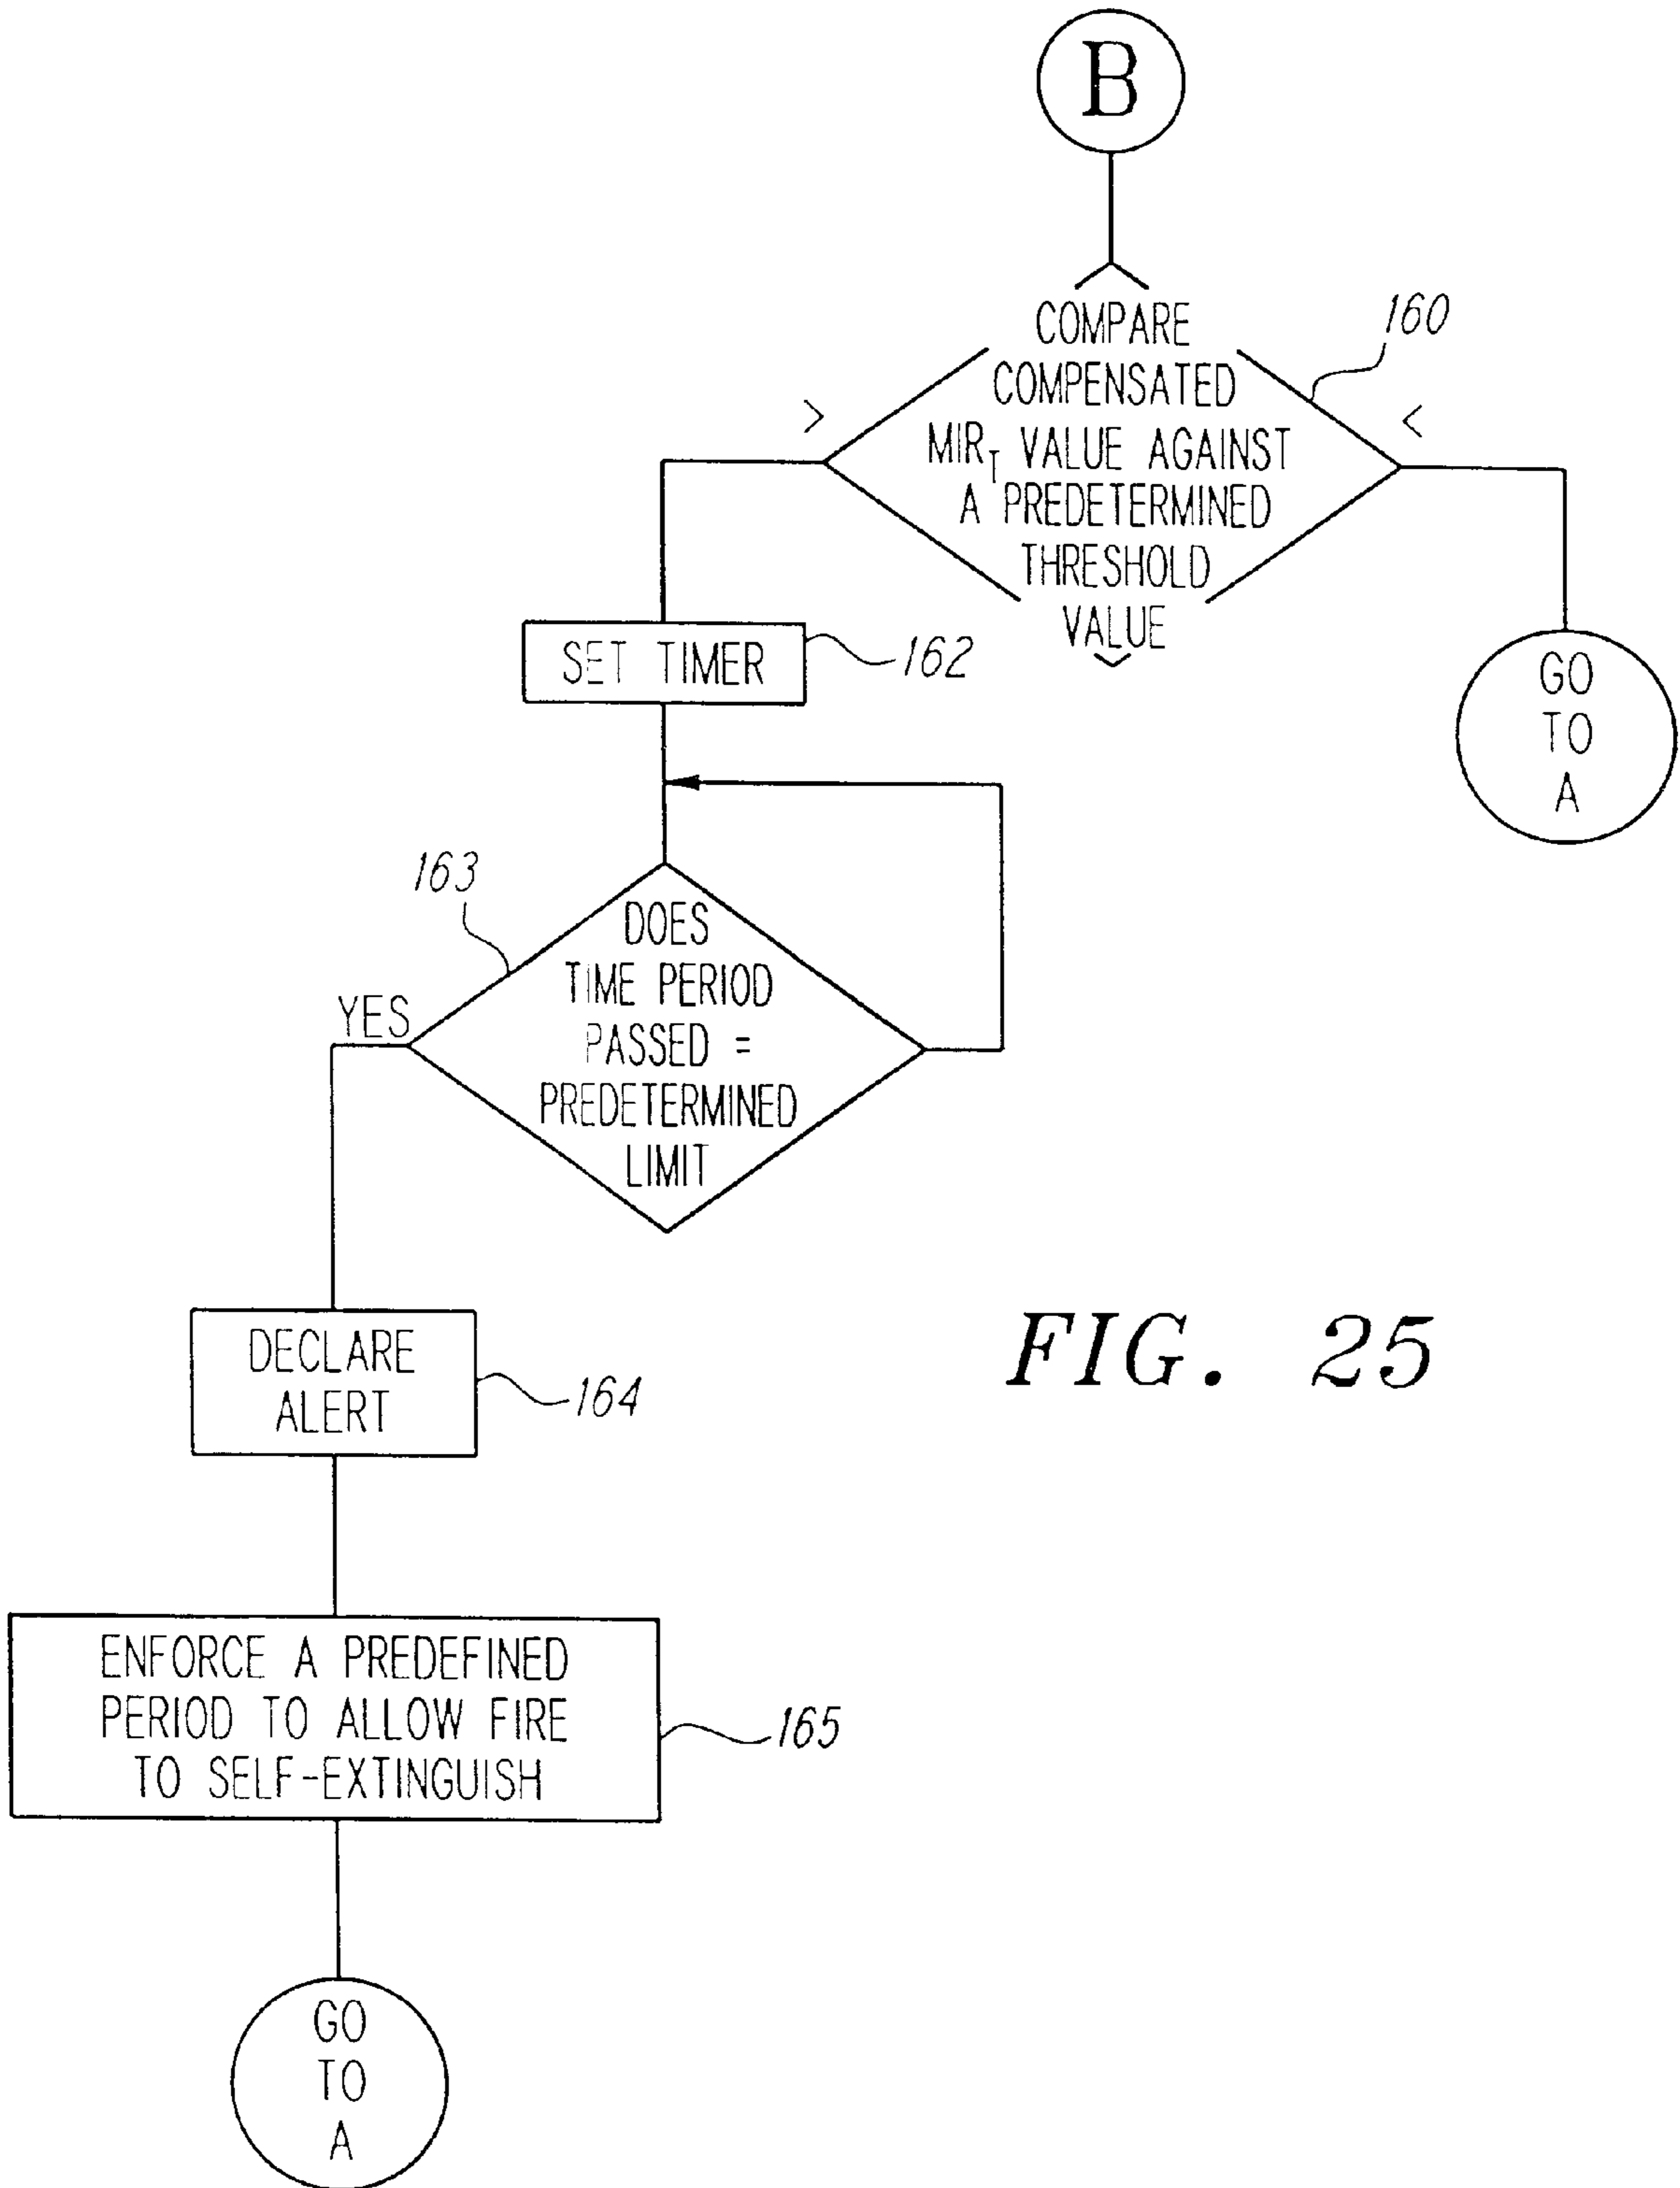 B
COMPARE
COMPENSATED
MIR_T VALUE AGAINST
A PREDETERMINED
THRESHOLD
VALUE
160
>
<
SET TIMER
162
GO
TO
A
163
DOES
TIME PERIOD
PASSED =
PREDETERMINED
LIMIT
YES
DECLARE
ALERT
164
FIG. 25
ENFORCE A PREDEFINED
PERIOD TO ALLOW FIRE
TO SELF-EXTINGUISH
165
GO
TO
A